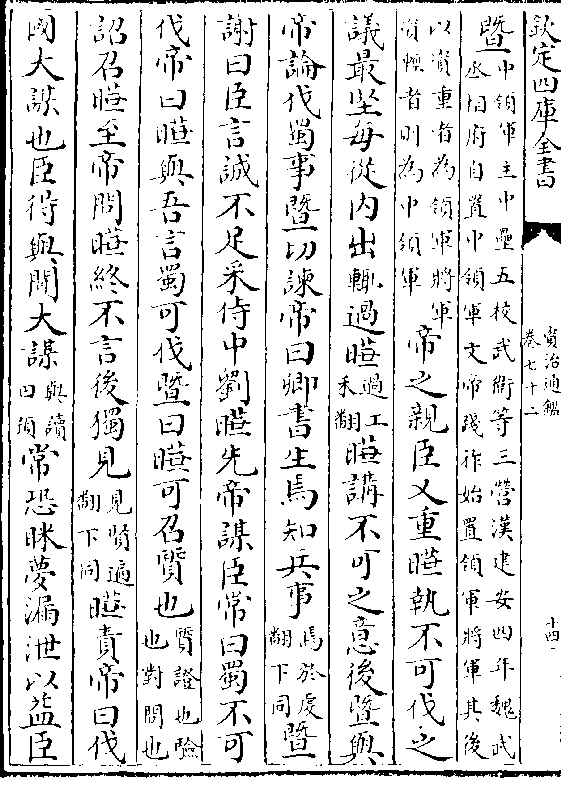 欽定四庫全書
資治通鑑
卷七十二
十四
暨中領軍主中壘五校武衛等三營漢建安四年魏武
丞相府自置中領軍文帝踐阼始置領軍將軍其後
以資重者為領軍將軍
資輕者則為中領軍帝之親臣又重曄執不可伐之
議最堅每從内出輒過曄過工禾翻曄講不可之意後暨與
帝論伐蜀事暨切諫帝曰卿書生焉知兵事焉於䖍翻下同暨
謝曰臣言誠不足采侍中劉曄先帝謀臣常曰蜀不可
伐帝曰曄與吾言蜀可伐暨曰曄可召質也質證也驗也對問也
詔召曄至帝問曄終不言後獨見見賢遍翻下同曄責帝曰伐
國大謀也臣得與聞大謀與讀曰預常恐眯夢漏泄以益臣